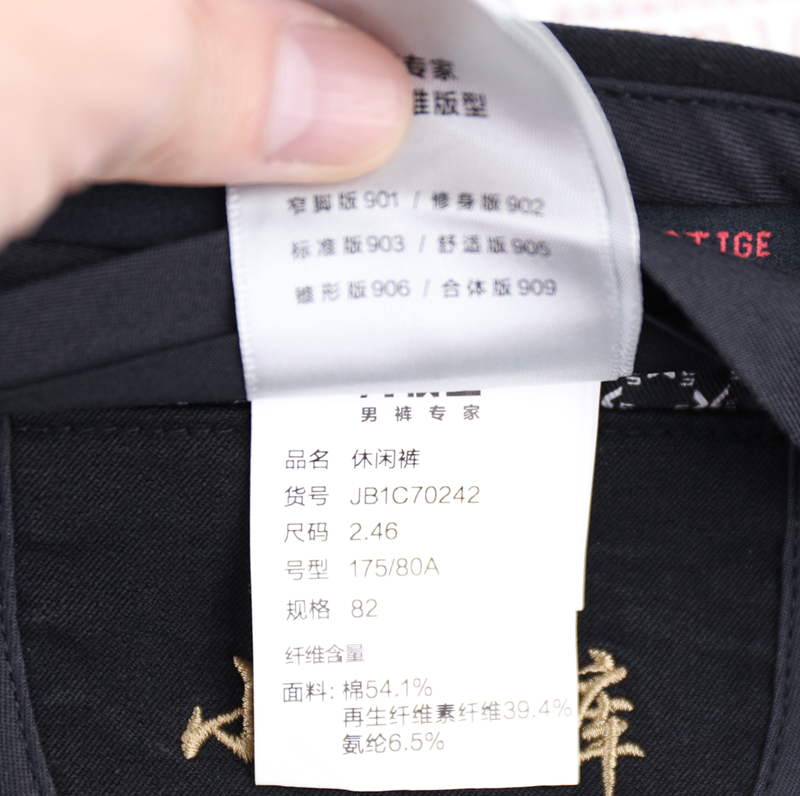 专家
准版型
窄脚版901 / 修身版902
标准版903 / 舒适版905
锥形版906 / 合体版909
TIGE
男裤专家
品名 休闲裤
货号 JB1C70242
尺码 2.46
号型 175/80A
规格 82
纤维含量
面料: 棉54.1%
再生纤维素纤维39.4%
氨纶6.5%
库